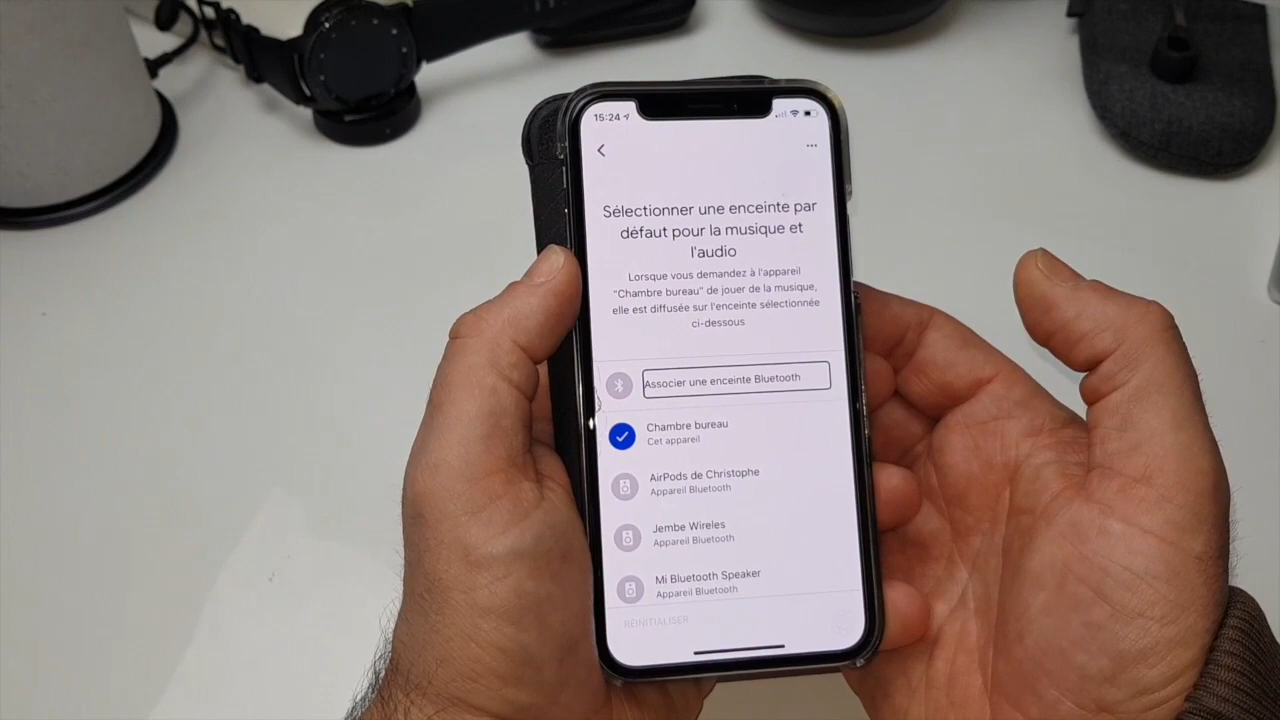 15:24
Sélectionner une enceinte par
défaut pour la musique et
l'audio
Lorsque vous demandez à l'appareil
"Chambre bureau" de jouer de la musique,
elle est diffusée sur l'enceinte sélectionnée
ci-dessous
Associer une enceinte Bluetooth
Chambre bureau
Cet appareil
AirPods de Christophe
Appareil Bluetooth
Jembe Wireles
Appareil Bluetooth
Mi Bluetooth Speaker
Appareil Bluetooth
RÉINITIALISER